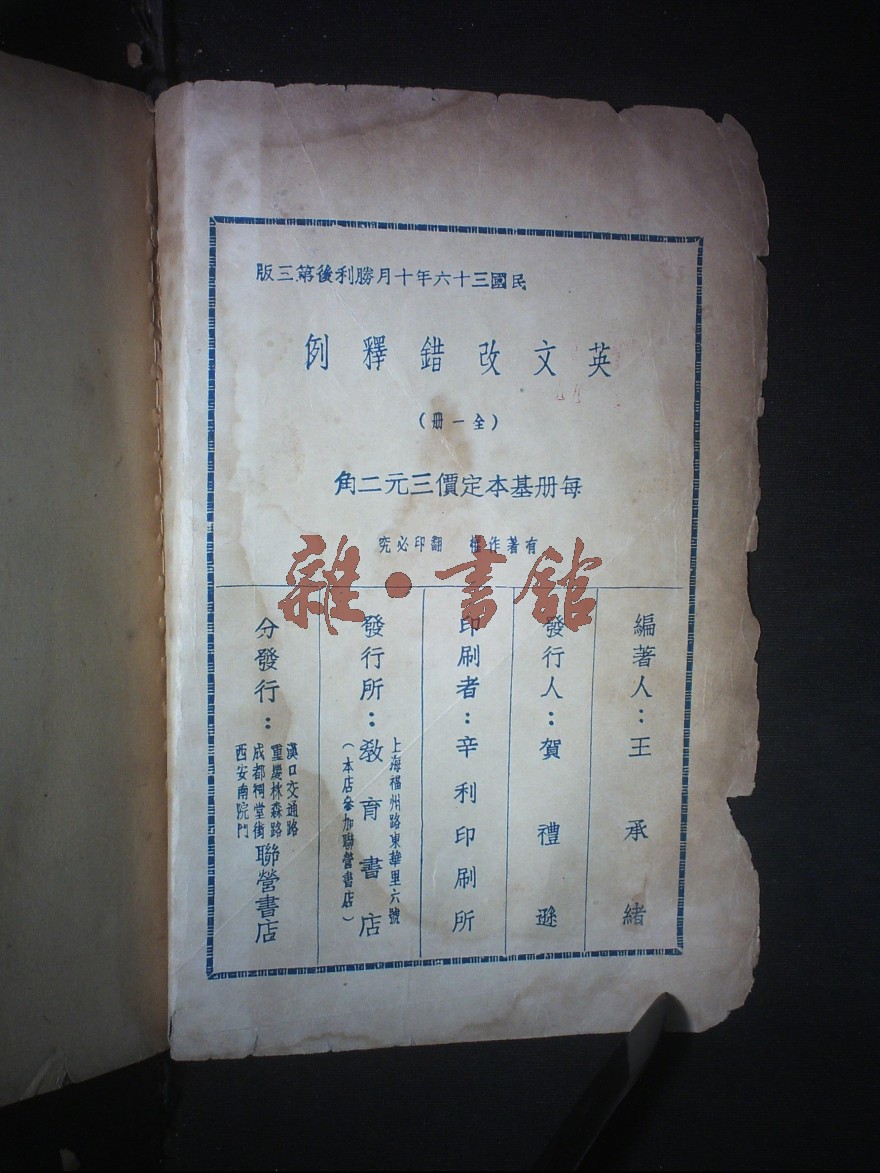 民國三十六年十月勝利後第三版
英文改錯釋例
（全一冊）
每册基本定價三元二角
有著作權 翻印必究
雜·書館
編著人：王承緒
發行人：賀禮遜
印刷者：辛利印刷所
上海福州路東華里六號
發行所：教育書店
（本店參加聯營書店）
分發行：
漢口交通路
重慶林森路
成都祠堂街
西安南院門
聯營書店